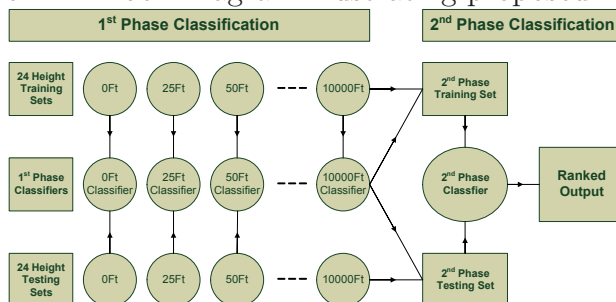 1st Phase Classification
2nd Phase Classification
24 Height
Training
Sets
0Ft
25Ft
50Ft
10000Ft
2nd Phase
Training Set
1st Phase
Classifiers
0Ft
Classifier
25Ft
Classifier
50Ft
Classifier
10000Ft
Classifier
2nd Phase
Classfier
Ranked
Output
24 Height
Testing
Sets
0Ft
25Ft
50Ft
10000Ft
2nd Phase
Testing Set